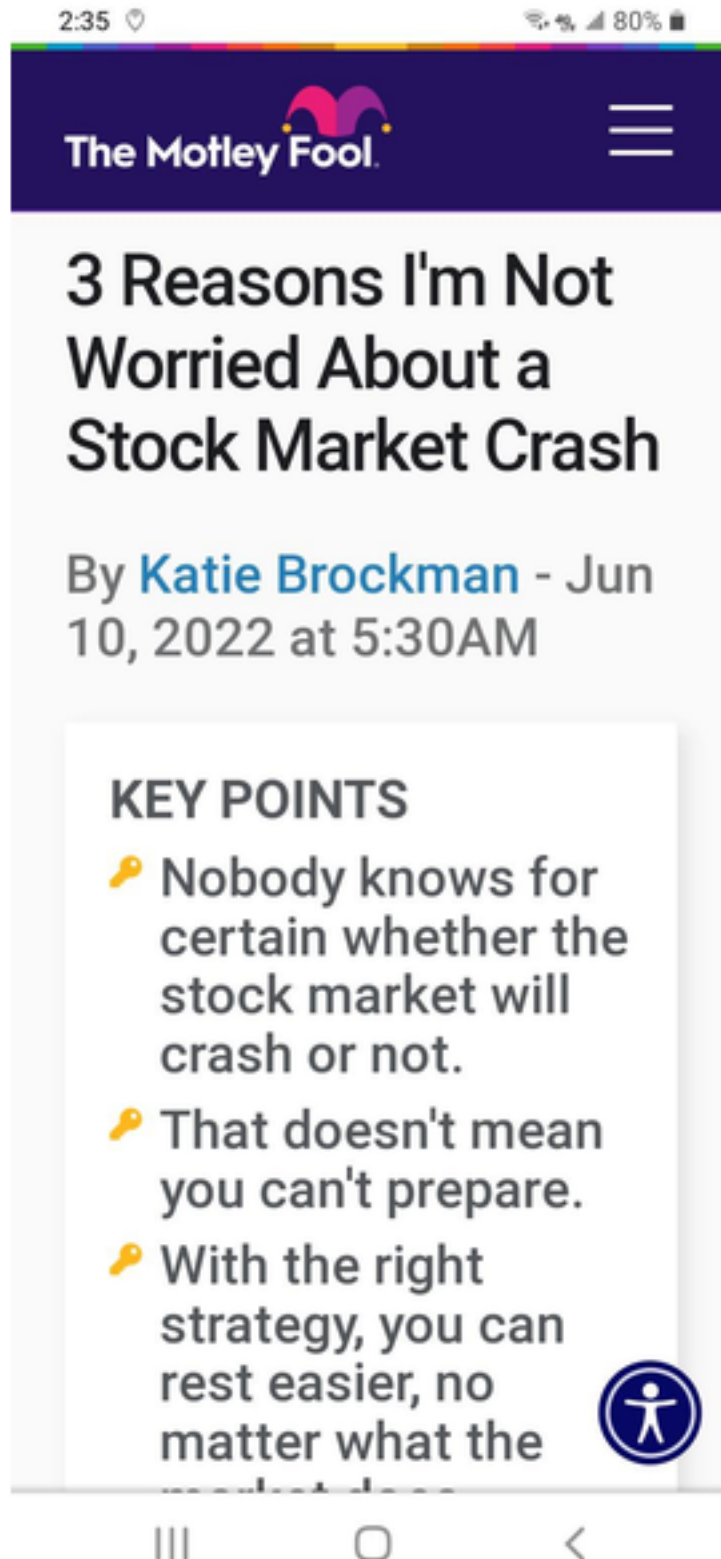 2:35 80%
The Motley Fool.
3 Reasons I'm Not
Worried About a
Stock Market Crash
By Katie Brockman - Jun
10, 2022 at 5:30AM
KEY POINTS
Nobody knows for
certain whether the
stock market will
crash or not.
That doesn't mean
you can't prepare.
With the right
strategy, you can
rest easier, no
matter what the